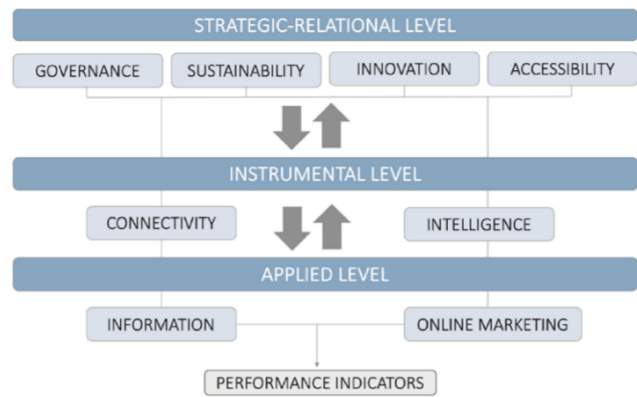 STRATEGIC-RELATIONAL LEVEL
GOVERNANCE
SUSTAINABILITY
INNOVATION
ACCESSIBILITY
INSTRUMENTAL LEVEL
CONNECTIVITY
INTELLIGENCE
APPLIED LEVEL
INFORMATION
ONLINE MARKETING
PERFORMANCE INDICATORS